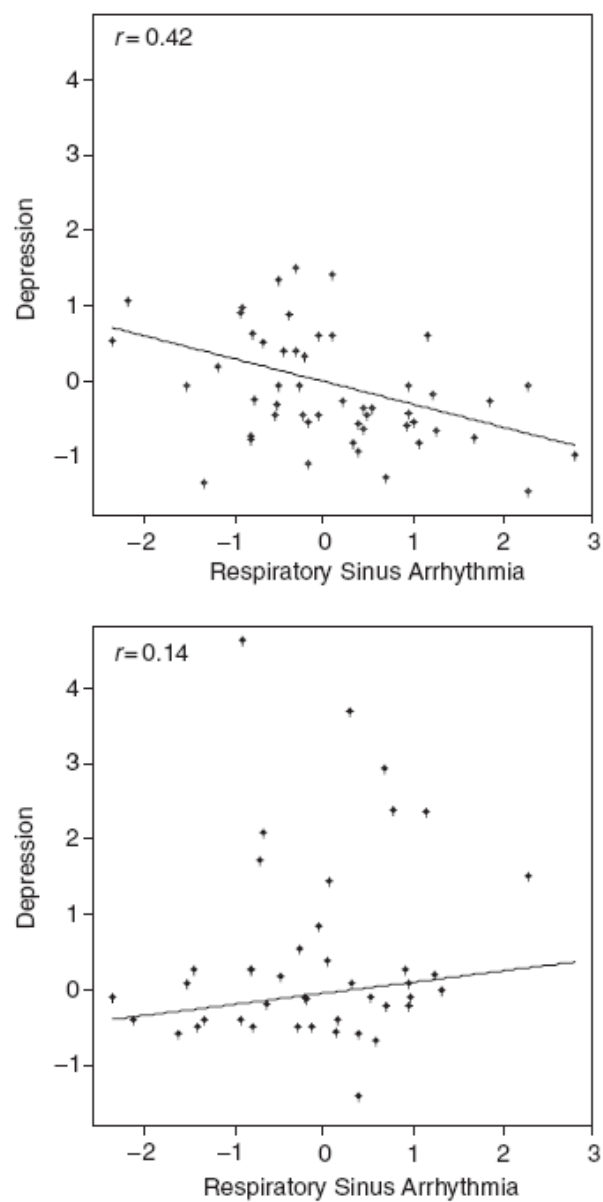 r = 0.42
4
3
2
1
0
−1
Depression
−2 −1 0 1 2 3
Respiratory Sinus Arrhythmia
r = 0.14
4
3
2
1
0
−1
Depression
−2 −1 0 1 2 3
Respiratory Sinus Arrhythmia